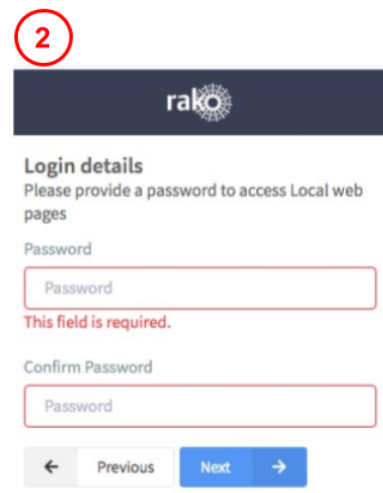 2
rako
Login details
Please provide a password to access Local web
pages
Password
Password
This field is required.
Confirm Password
Password
Previous
Next